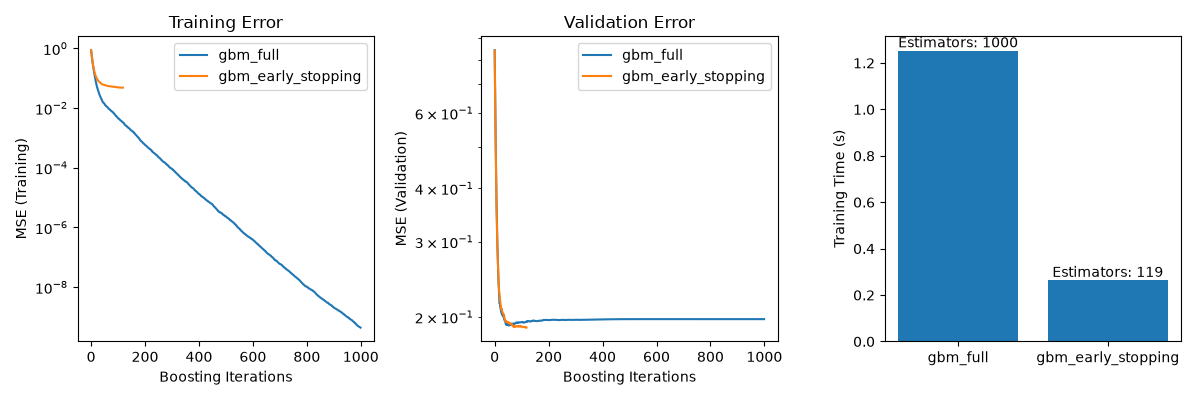 Training Error
gbm_full
gbm_early_stopping
MSE (Training)
10⁰
10⁻²
10⁻⁴
10⁻⁶
10⁻⁸
0 200 400 600 800 1000
Boosting Iterations
Validation Error
gbm_full
gbm_early_stopping
MSE (Validation)
6 × 10⁻¹
4 × 10⁻¹
3 × 10⁻¹
2 × 10⁻¹
0 200 400 600 800 1000
Boosting Iterations
Estimators: 1000
Estimators: 119
Training Time (s)
1.2
1.0
0.8
0.6
0.4
0.2
0.0
gbm_full gbm_early_stopping